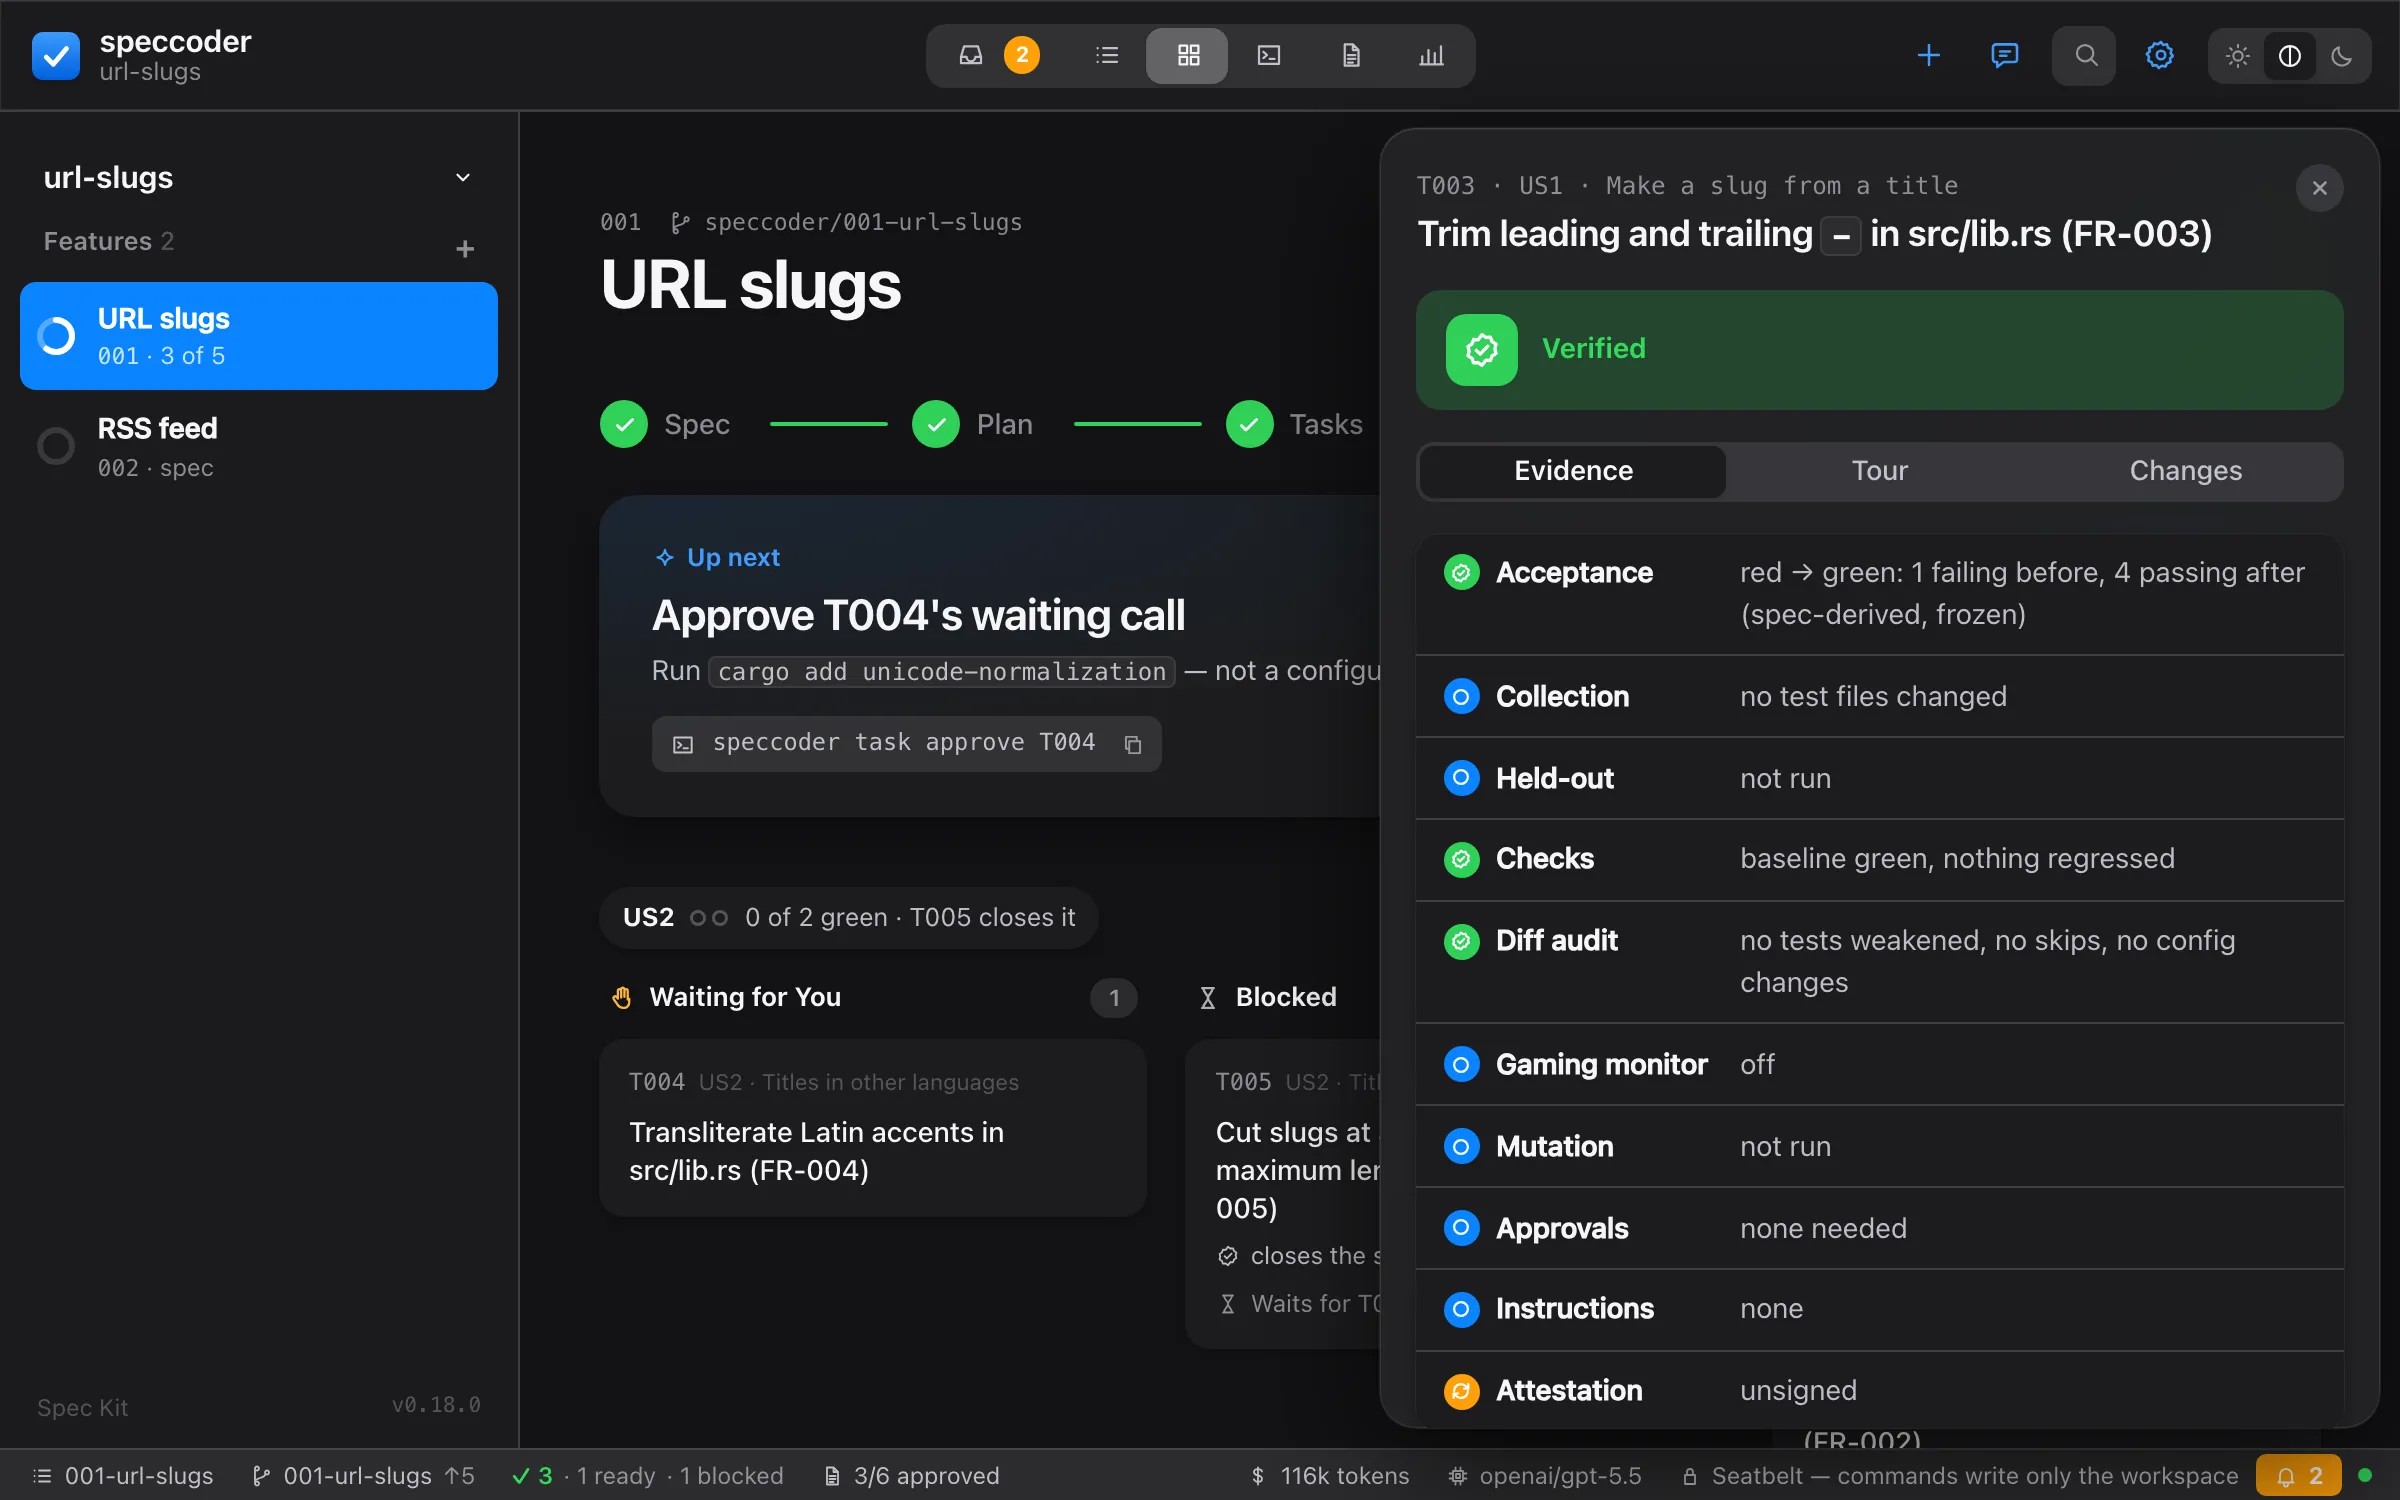 speccoder
url-slugs
2
url-slugs
Features 2
URL slugs
001 · 3 of 5
RSS feed
002 · spec
Spec Kit
v0.18.0
001 speccoder/001-url-slugs
URL slugs
Spec
Plan
Tasks
Up next
Approve T004's waiting call
Run cargo add unicode-normalization — not a configu
speccoder task approve T004
US2 0 of 2 green · T005 closes it
Waiting for You 1
T004 US2 · Titles in other languages
Transliterate Latin accents in
src/lib.rs (FR-004)
Blocked
T005 US2 · Titl
Cut slugs at
maximum ler
005)
closes the s
Waits for T0
T003 · US1 · Make a slug from a title
Trim leading and trailing - in src/lib.rs (FR-003)
Verified
Evidence
Tour
Changes
Acceptance red → green: 1 failing before, 4 passing after
(spec-derived, frozen)
Collection no test files changed
Held-out not run
Checks baseline green, nothing regressed
Diff audit no tests weakened, no skips, no config
changes
Gaming monitor off
Mutation not run
Approvals none needed
Instructions none
Attestation unsigned
(FR-002)
001-url-slugs
001-url-slugs ↑5
✓ 3 · 1 ready · 1 blocked
3/6 approved
$ 116k tokens
openai/gpt-5.5
Seatbelt — commands write only the workspace
2